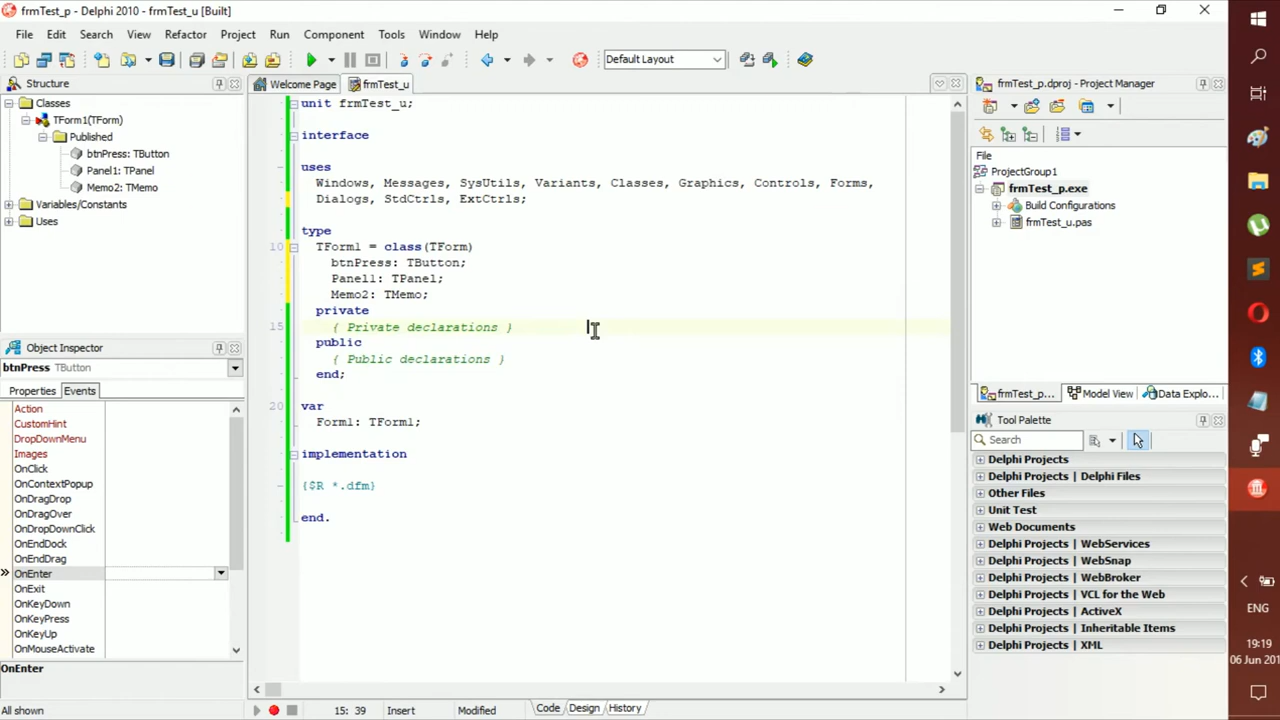 frmTest_p - Delphi 2010 - frmTest_u [Built]
File Edit Search View Refactor Project Run Component Tools Window Help
Default Layout
Structure
Classes
TForm1(TForm)
Published
btnPress: TButton
Panel1: TPanel
Memo2: TMemo
Variables/Constants
Uses
Object Inspector
btnPress TButton
Properties Events
Action
CustomHint
DropDownMenu
Images
OnClick
OnContextPopup
OnDragDrop
OnDragOver
OnDropDownClick
OnEndDock
OnEndDrag
OnEnter
OnExit
OnKeyDown
OnKeyPress
OnKeyUp
OnMouseActivate
OnEnter
All shown
Welcome Page frmTest_u
unit frmTest_u;
interface
uses
Windows, Messages, SysUtils, Variants, Classes, Graphics, Controls, Forms,
Dialogs, StdCtrls, ExtCtrls;
type
10 TForm1 = class(TForm)
btnPress: TButton;
Panel1: TPanel;
Memo2: TMemo;
private
15 { Private declarations }
public
{ Public declarations }
end;
20 var
Form1: TForm1;
implementation
{$R *.dfm}
end.
15: 39 Insert Modified Code Design History
frmTest_p.dproj - Project Manager
File
ProjectGroup1
frmTest_p.exe
Build Configurations
frmTest_u.pas
frmTest_p... Model View Data Explo...
Tool Palette
Search
Delphi Projects
Delphi Projects | Delphi Files
Other Files
Unit Test
Web Documents
Delphi Projects | WebServices
Delphi Projects | WebSnap
Delphi Projects | WebBroker
Delphi Projects | VCL for the Web
Delphi Projects | ActiveX
Delphi Projects | Inheritable Items
Delphi Projects | XML
ENG
19:19
06 Jun 201